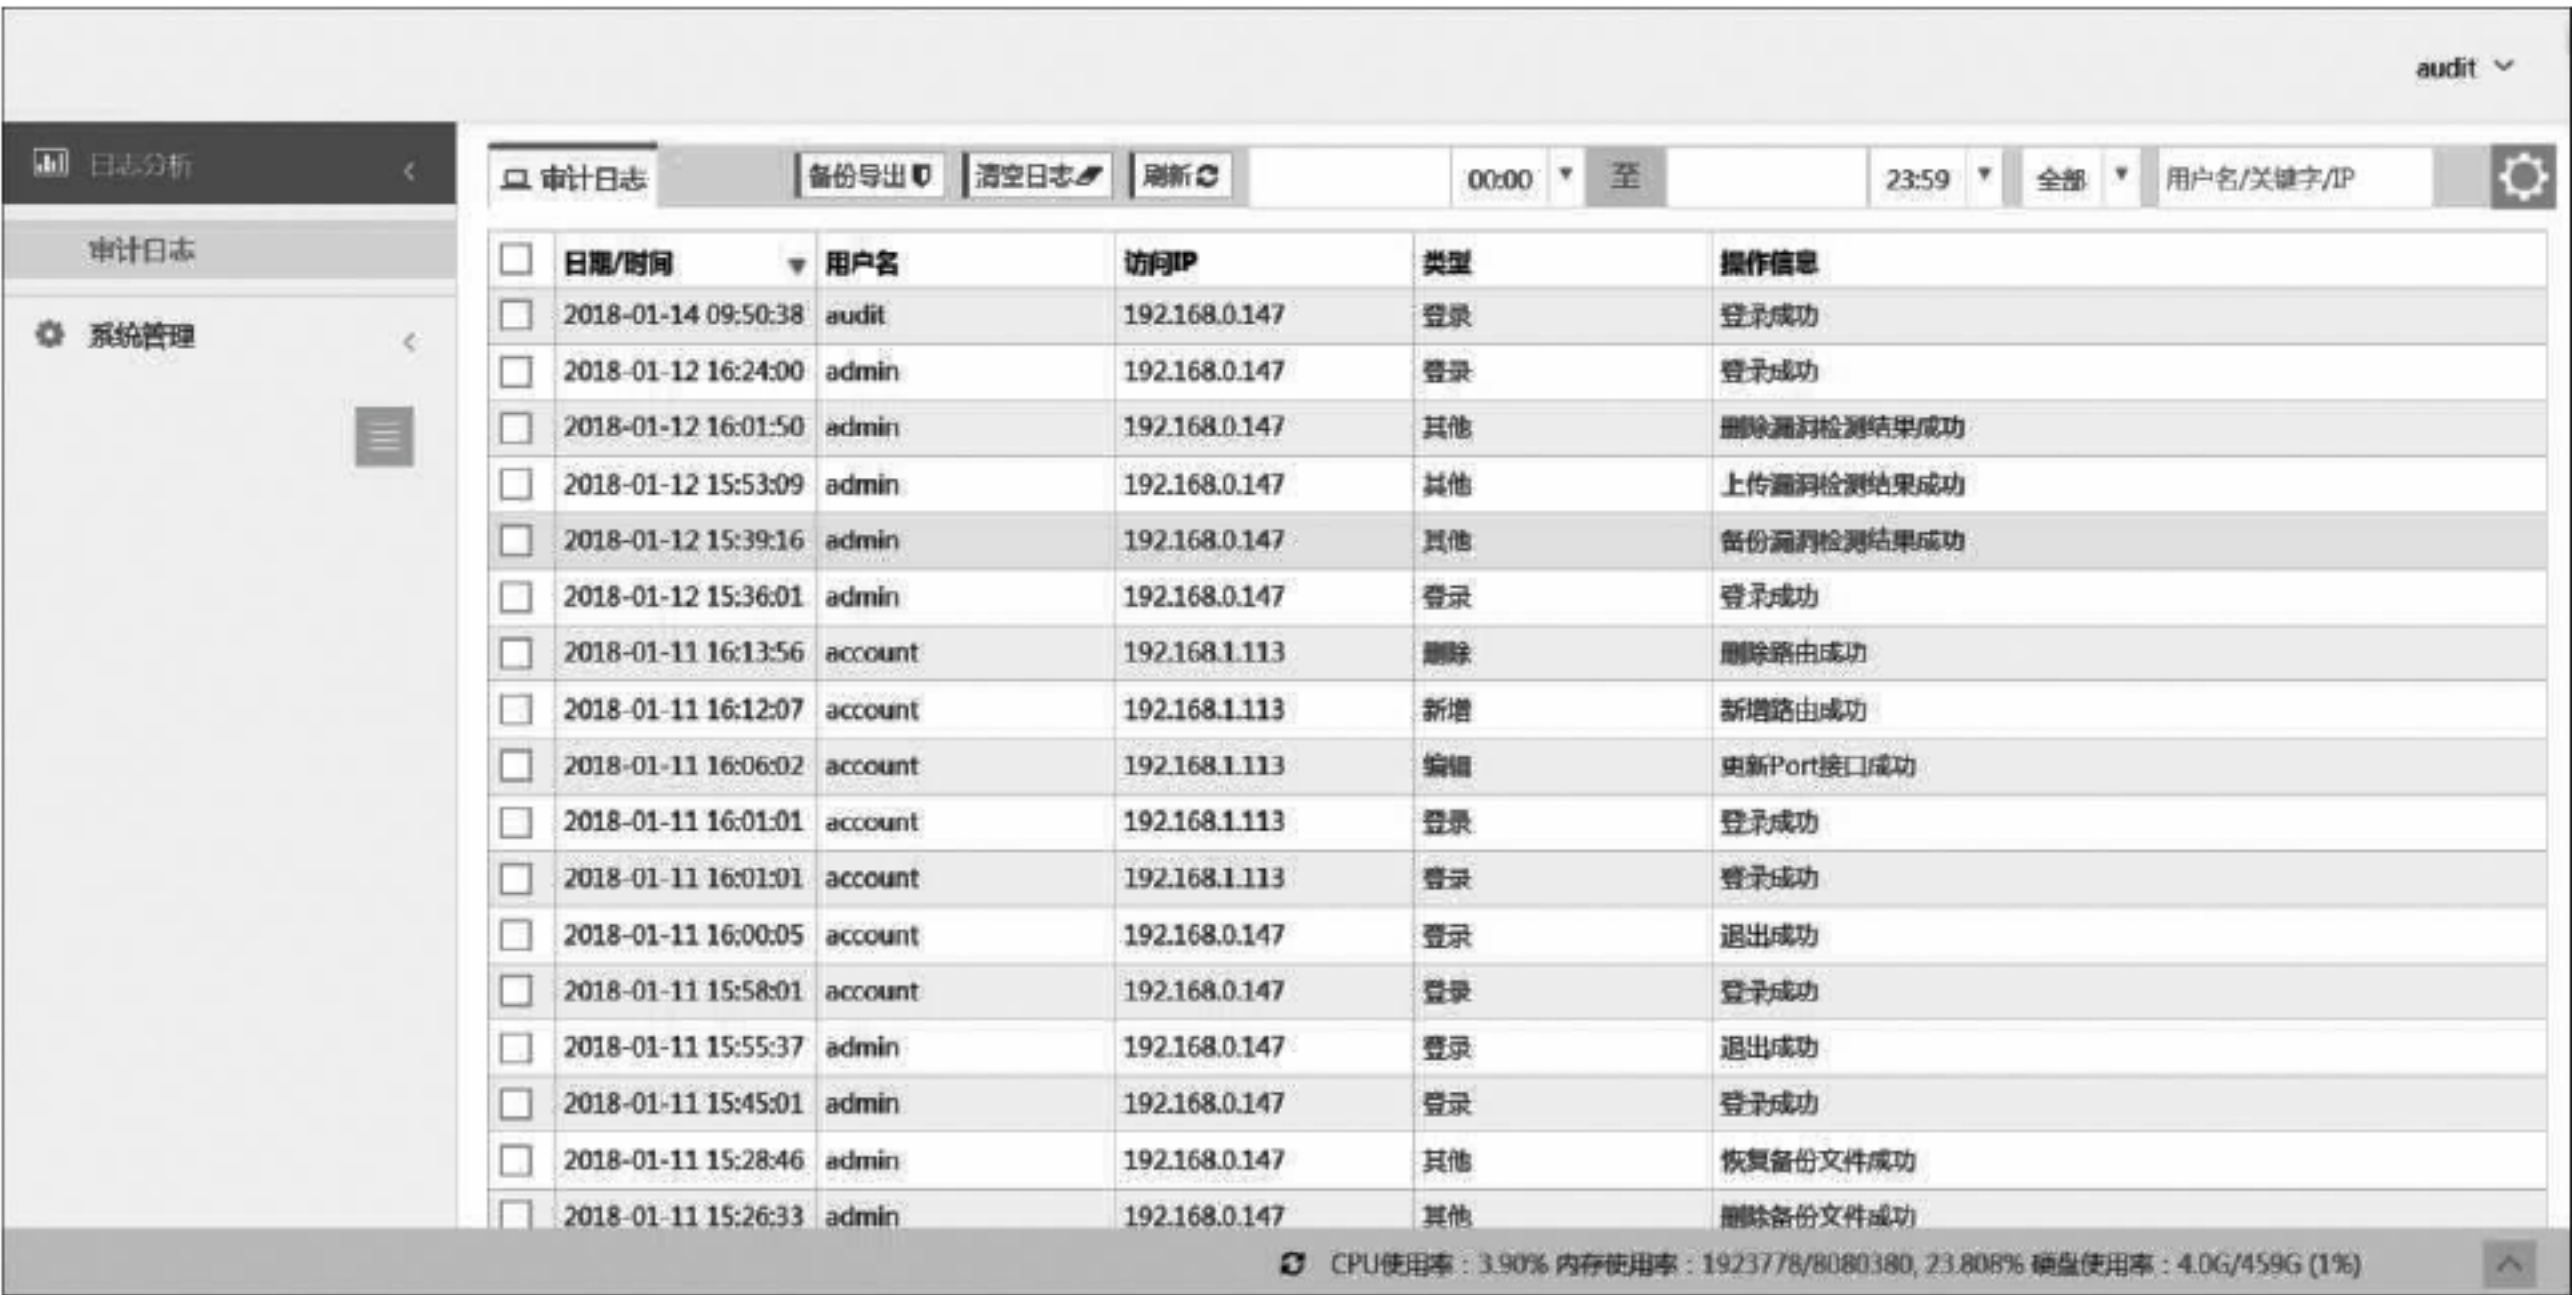 audit
日志分析
审计日志
系统管理
审计日志 备份导出 清空日志 刷新 00:00 至 23:59 全部 用户名/关键字/IP
日期/时间 用户名 访问IP 类型 操作信息
2018-01-14 09:50:38 audit 192.168.0.147 登录 登录成功
2018-01-12 16:24:00 admin 192.168.0.147 登录 登录成功
2018-01-12 16:01:50 admin 192.168.0.147 其他 删除漏洞检测结果成功
2018-01-12 15:53:09 admin 192.168.0.147 其他 上传漏洞检测结果成功
2018-01-12 15:39:16 admin 192.168.0.147 其他 备份漏洞检测结果成功
2018-01-12 15:36:01 admin 192.168.0.147 登录 登录成功
2018-01-11 16:13:56 account 192.168.1.113 删除 删除路由成功
2018-01-11 16:12:07 account 192.168.1.113 新增 新增路由成功
2018-01-11 16:06:02 account 192.168.1.113 编辑 更新Port接口成功
2018-01-11 16:01:01 account 192.168.1.113 登录 登录成功
2018-01-11 16:01:01 account 192.168.1.113 登录 登录成功
2018-01-11 16:00:05 account 192.168.0.147 登录 退出成功
2018-01-11 15:58:01 account 192.168.0.147 登录 登录成功
2018-01-11 15:55:37 admin 192.168.0.147 登录 退出成功
2018-01-11 15:45:01 admin 192.168.0.147 登录 登录成功
2018-01-11 15:28:46 admin 192.168.0.147 其他 恢复备份文件成功
2018-01-11 15:26:33 admin 192.168.0.147 其他 删除备份文件成功
CPU使用率：3.90% 内存使用率：1923778/8080380, 23.808% 硬盘使用率：4.0G/459G (1%)